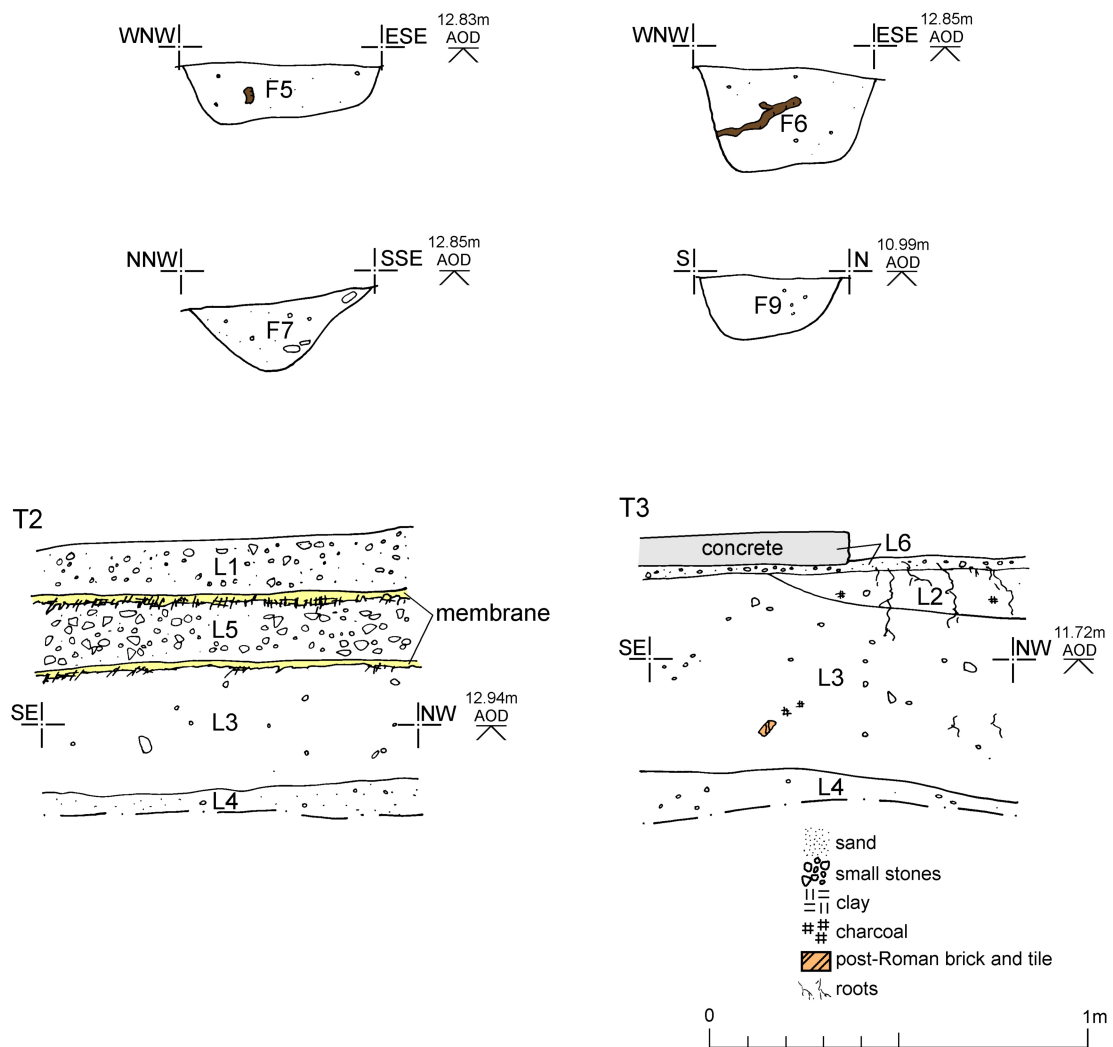 WNW
ESE
12.83m
AOD
F5
WNW
ESE
12.85m
AOD
F6
NNW
SSE
12.85m
AOD
F7
S
N
10.99m
AOD
F9
T2
L1
membrane
L5
SE
L3
NW
12.94m
AOD
L4
T3
concrete
L6
L2
SE
NW
11.72m
AOD
L3
L4
sand
small stones
clay
charcoal
post-Roman brick and tile
roots
0
1m